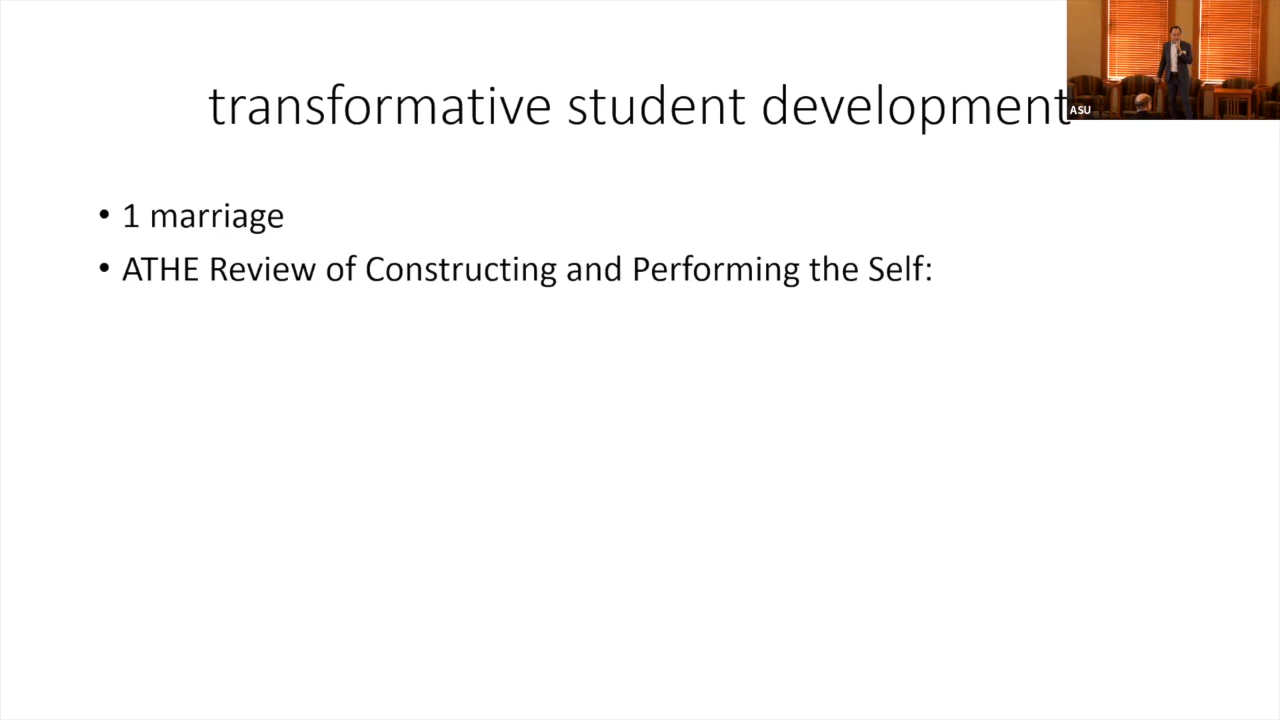 transformative student development
ASU
• 1 marriage
• ATHE Review of Constructing and Performing the Self: